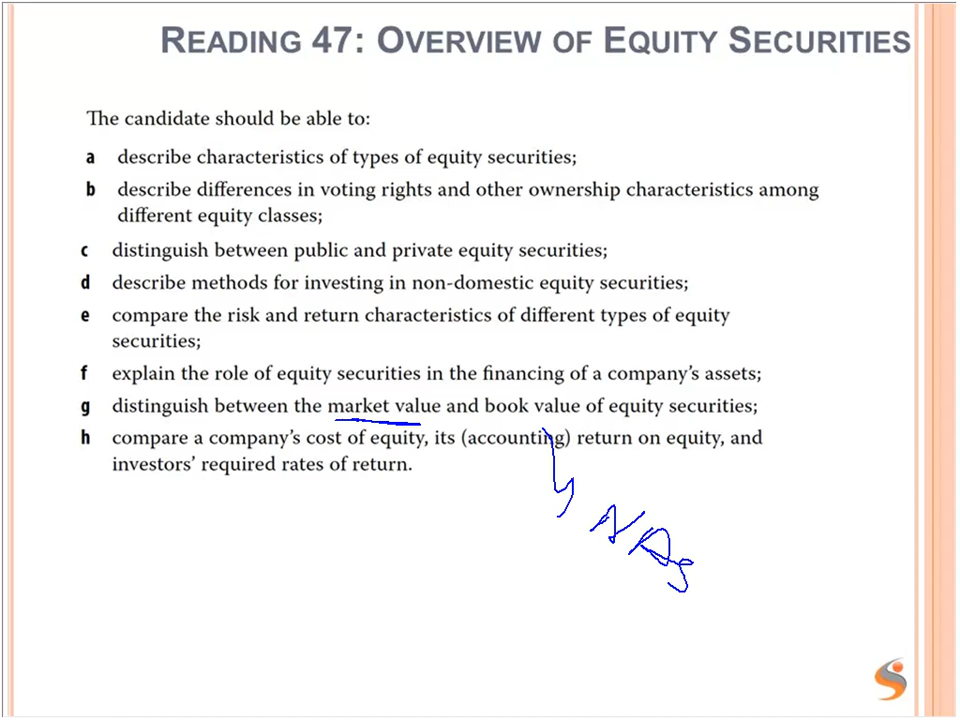 READING 47: OVERVIEW OF EQUITY SECURITIES
The candidate should be able to:
a describe characteristics of types of equity securities;
b describe differences in voting rights and other ownership characteristics among
different equity classes;
c distinguish between public and private equity securities;
d describe methods for investing in non-domestic equity securities;
e compare the risk and return characteristics of different types of equity
securities;
f explain the role of equity securities in the financing of a company's assets;
g distinguish between the market value and book value of equity securities;
h compare a company's cost of equity, its (accounting) return on equity, and
investors' required rates of return.